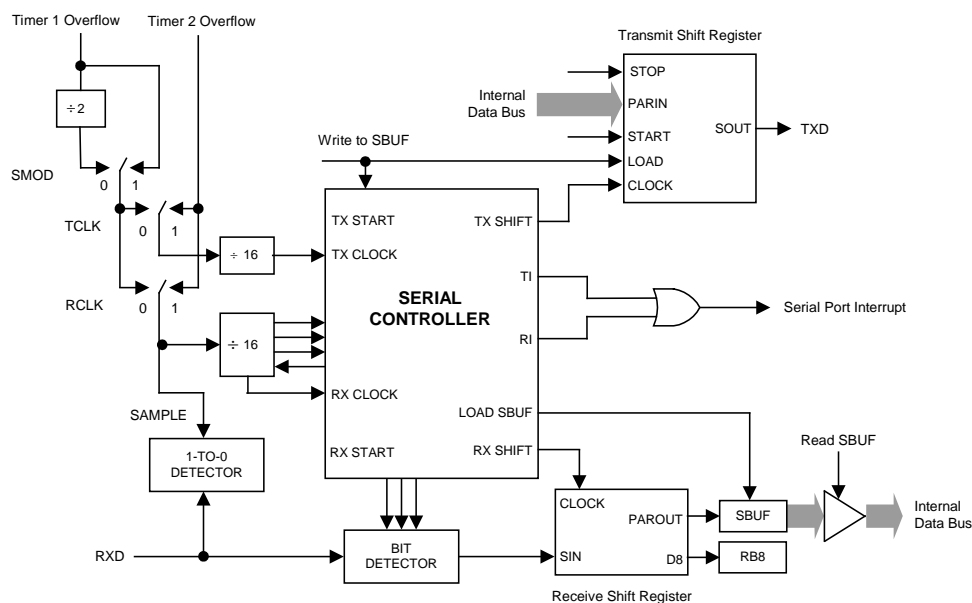 Timer 1 Overflow
Timer 2 Overflow
÷2
SMOD
0 1
TCLK
0 1
÷ 16
RCLK
0 1
÷ 16
SAMPLE
1-TO-0
DETECTOR
RXD
Write to SBUF
TX START
TX CLOCK
SERIAL
CONTROLLER
RX CLOCK
RX START
TX SHIFT
TI
RI
LOAD SBUF
RX SHIFT
BIT
DETECTOR
Transmit Shift Register
Internal
Data Bus
STOP
PARIN
START
LOAD
CLOCK
SOUT
TXD
Serial Port Interrupt
CLOCK
PAROUT
SIN
D8
Receive Shift Register
SBUF
RB8
Read SBUF
Internal
Data Bus